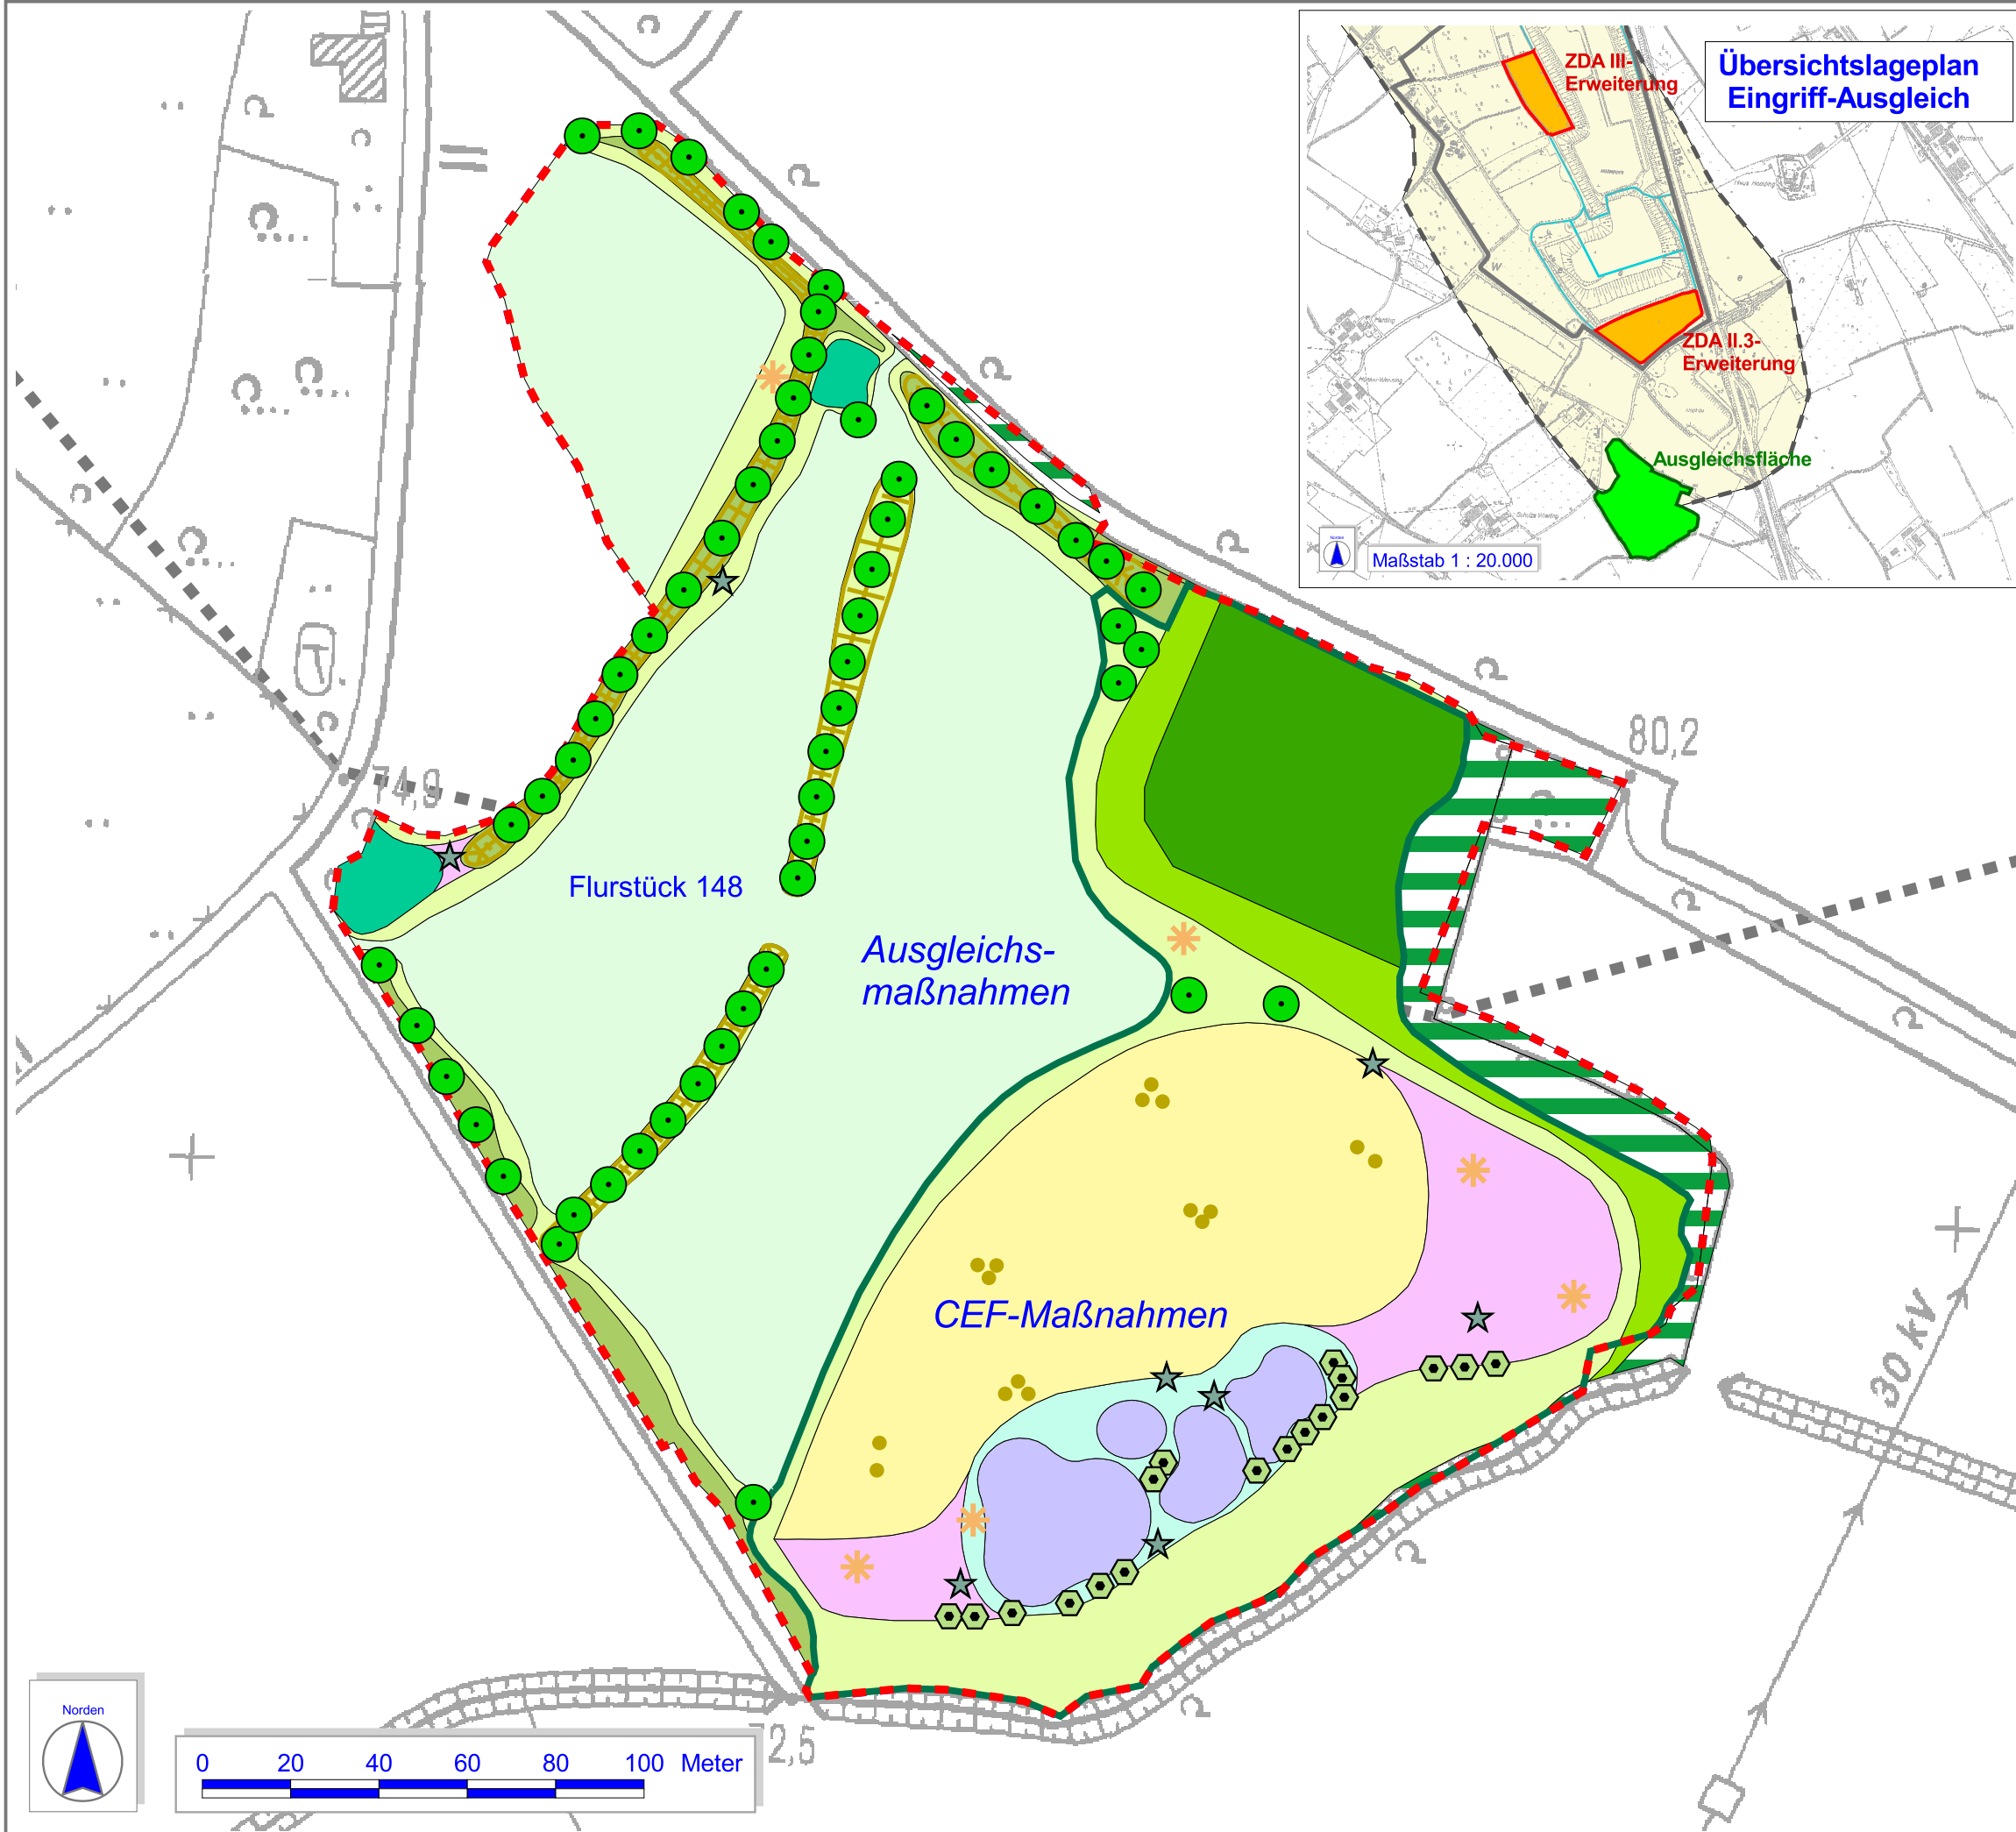 Übersichtslageplan
Eingriff-Ausgleich
ZDA III-
Erweiterung
ZDA II.3-
Erweiterung
Ausgleichsfläche
Norden
Maßstab 1 : 20.000
80,2
74,9
Flurstück 148
Ausgleichs-
maßnahmen
CEF-Maßnahmen
30 kV
Norden
0 20 40 60 80 100 Meter
72,5